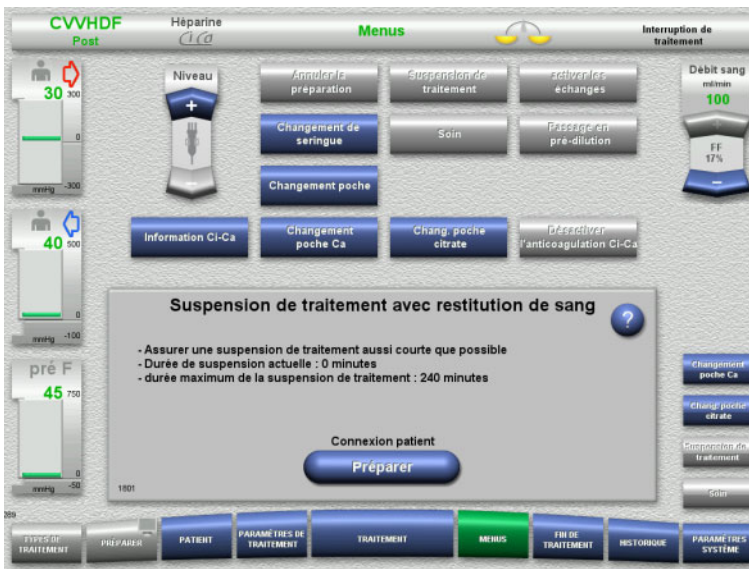 CVVHDF
Post
Héparine
Ci Ca
Menus
Interruption de
traitement
30
300
0
mmHg
-300
Niveau
+
-
Annuler la
préparation
Suspension de
traitement
activer les
échanges
Changement de
seringue
Soin
Passage en
pré-dilution
Changement poche
Débit sang
ml/min
100
+
FF
17%
-
40
500
0
mmHg
-100
Information Ci-Ca
Changement
poche Ca
Chang. poche
citrate
Désactiver
l'anticoagulation Ci-Ca
Suspension de traitement avec restitution de sang
?
- Assurer une suspension de traitement aussi courte que possible
- Durée de suspension actuelle : 0 minutes
- durée maximum de la suspension de traitement : 240 minutes
Connexion patient
Préparer
1601
pré F
45
750
0
mmHg
-50
Changement
poche Ca
Chang. poche
citrate
Suspension de
traitement
Soin
TYPES DE
TRAITEMENT
PRÉPARER
PATIENT
PARAMÈTRES DE
TRAITEMENT
TRAITEMENT
MENUS
FIN DE
TRAITEMENT
HISTORIQUE
PARAMÈTRES
SYSTÈME